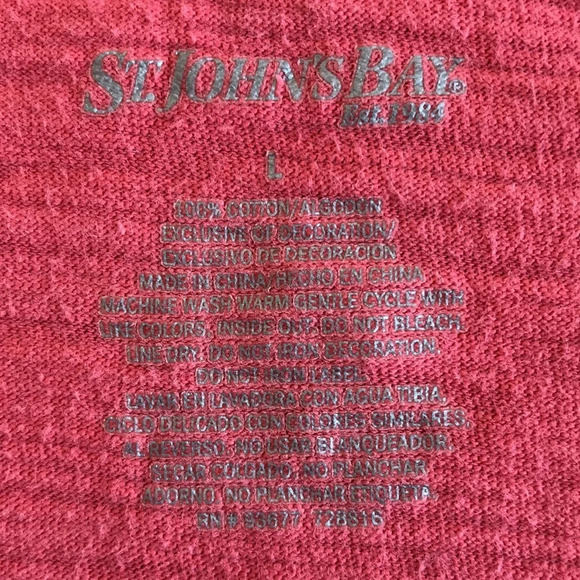 ST. JOHN'S BAY®
Est. 1984
L
100% COTTON/ALGODON
EXCLUSIVE OF DECORATION/
EXCLUSIVO DE DECORACIÓN
MADE IN CHINA/HECHO EN CHINA
MACHINE WASH WARM GENTLE CYCLE WITH
LIKE COLORS, INSIDE OUT. DO NOT BLEACH.
LINE DRY. DO NOT IRON DECORATION.
DO NOT IRON LABEL.
LAVAR EN LAVADORA CON AGUA TIBIA,
CICLO DELICADO CON COLORES SIMILARES,
AL REVERSO. NO USAR BLANQUEADOR.
SECAR COLGADO. NO PLANCHAR
ADORNO. NO PLANCHAR ETIQUETA.
RN # 93677 728816